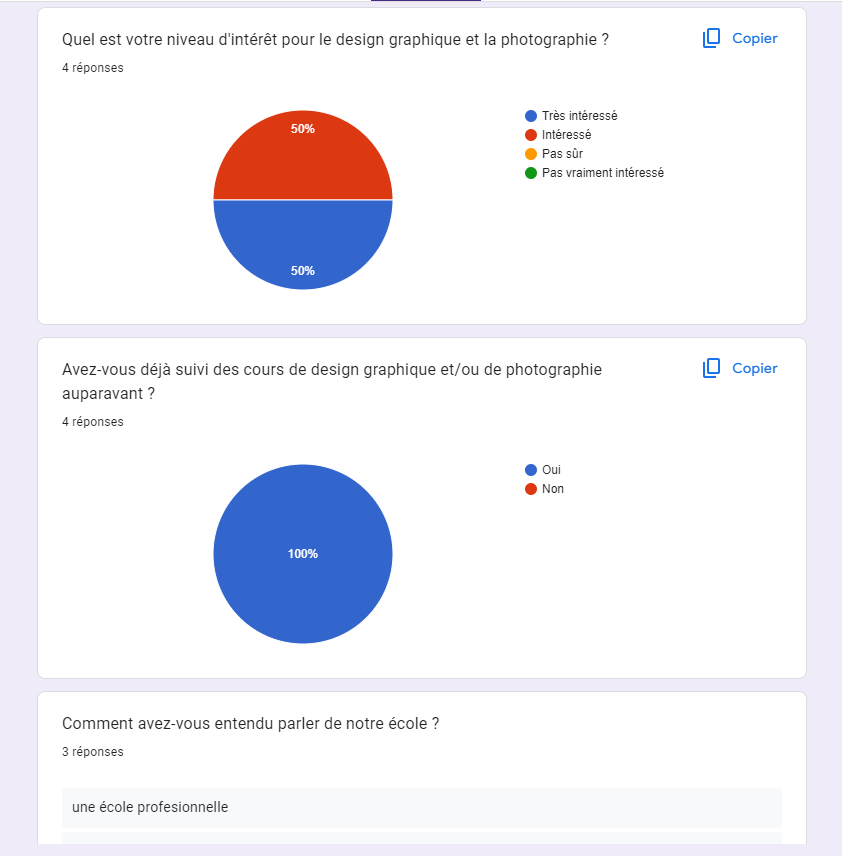 Quel est votre niveau d'intérêt pour le design graphique et la photographie ?
Copier
4 réponses
50%
50%
Très intéressé
Intéressé
Pas sûr
Pas vraiment intéressé
Avez-vous déjà suivi des cours de design graphique et/ou de photographie
auparavant ?
Copier
4 réponses
100%
Oui
Non
Comment avez-vous entendu parler de notre école ?
3 réponses
une école profesionnelle